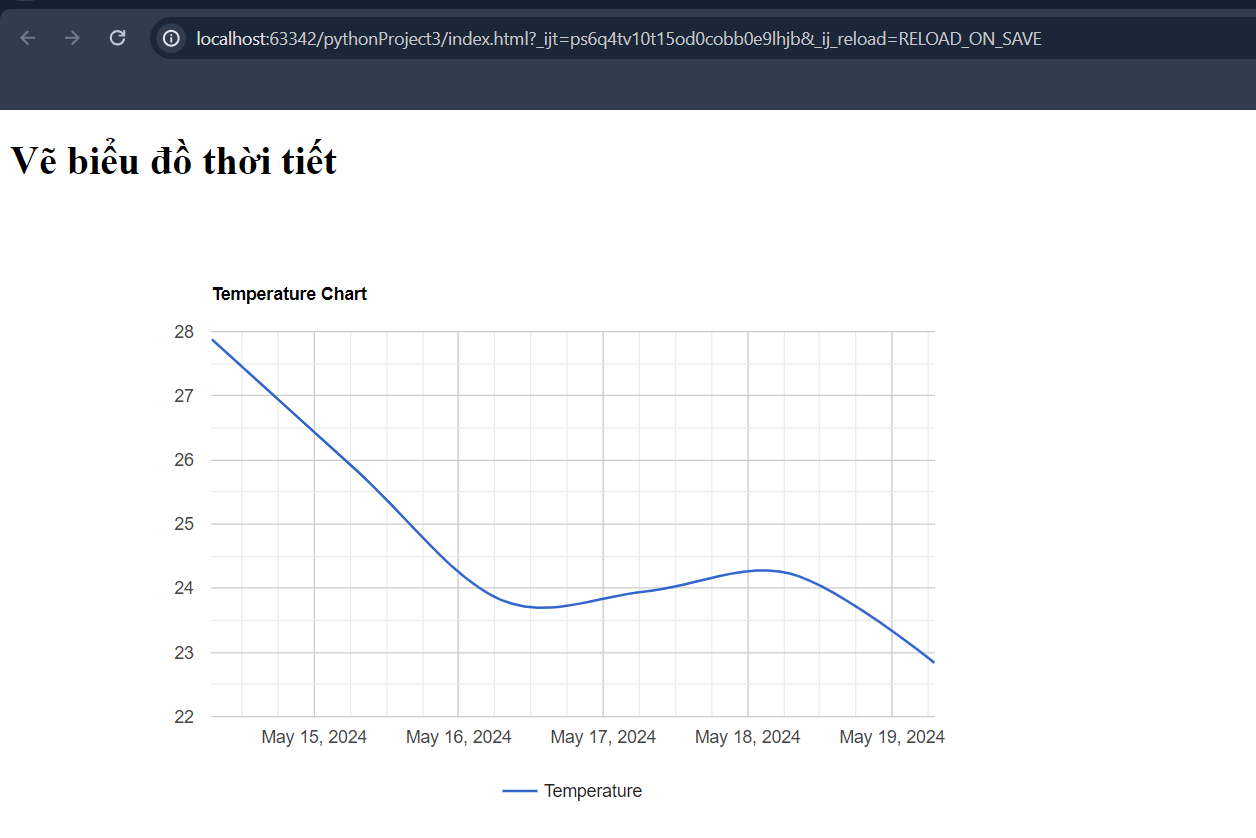 localhost:63342/pythonProject3/index.html?_ijt=ps6q4tv10t15od0cobb0e9lhjb&_ij_reload=RELOAD_ON_SAVE
Vẽ biểu đồ thời tiết
Temperature Chart
28
27
26
25
24
23
22
May 15, 2024 May 16, 2024 May 17, 2024 May 18, 2024 May 19, 2024
Temperature